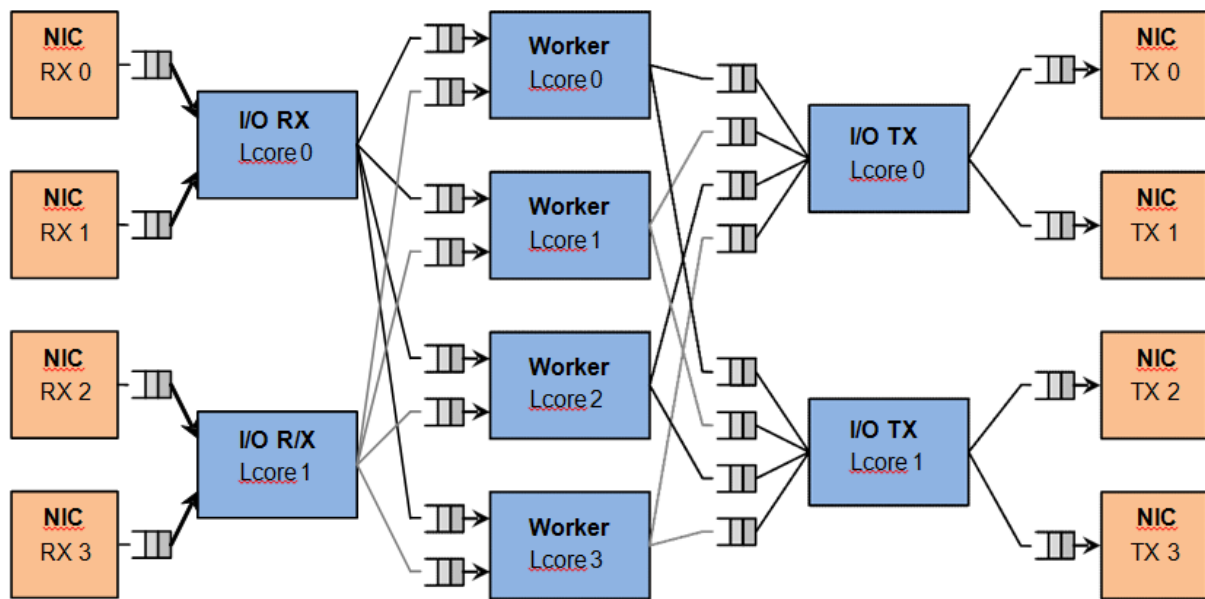 NIC
RX 0
NIC
RX 1
NIC
RX 2
NIC
RX 3
I/O RX
Lcore 0
I/O R/X
Lcore 1
Worker
Lcore 0
Worker
Lcore 1
Worker
Lcore 2
Worker
Lcore 3
I/O TX
Lcore 0
I/O TX
Lcore 1
NIC
TX 0
NIC
TX 1
NIC
TX 2
NIC
TX 3